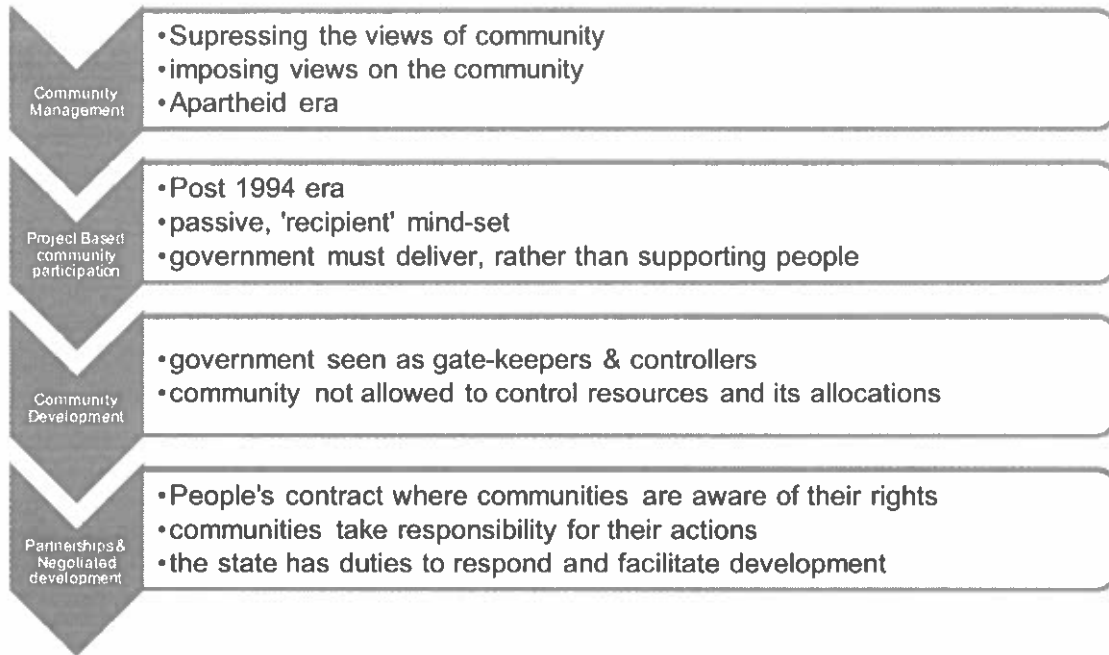 Community
Management
•Supressing the views of community
•imposing views on the community
•Apartheid era
Project Based
community
participation
•Post 1994 era
•passive, 'recipient' mind-set
•government must deliver, rather than supporting people
Community
Development
•government seen as gate-keepers & controllers
•community not allowed to control resources and its allocations
Partnerships &
Negotiated
development
•People's contract where communities are aware of their rights
•communities take responsibility for their actions
•the state has duties to respond and facilitate development